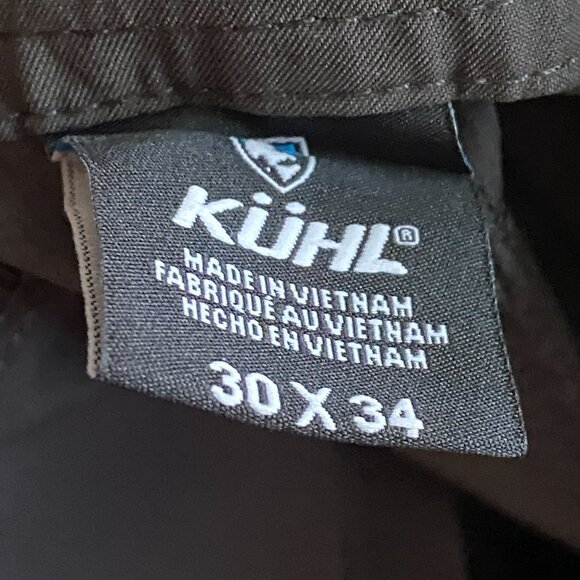 KÜHL®
MADE IN VIETNAM
FABRIQUÉ AU VIETNAM
HECHO EN VIETNAM
30 X 34